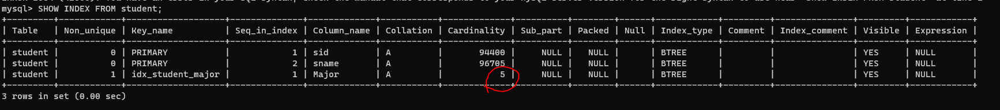 mysql> SHOW INDEX FROM student;
+---------+------------+-------------------+--------------+-------------+-----------+-------------+----------+--------+------+------------+---------+---------------+---------+------------+
| Table   | Non_unique | Key_name          | Seq_in_index | Column_name | Collation | Cardinality | Sub_part | Packed | Null | Index_type | Comment | Index_comment | Visible | Expression |
+---------+------------+-------------------+--------------+-------------+-----------+-------------+----------+--------+------+------------+---------+---------------+---------+------------+
| student |          0 | PRIMARY           |            1 | sid         | A         |       94400 |     NULL |   NULL |      | BTREE      |         |               | YES     | NULL       |
| student |          0 | PRIMARY           |            2 | sname       | A         |       96705 |     NULL |   NULL |      | BTREE      |         |               | YES     | NULL       |
| student |          1 | idx_student_major |            1 | Major       | A         |           5 |     NULL |   NULL |      | BTREE      |         |               | YES     | NULL       |
+---------+------------+-------------------+--------------+-------------+-----------+-------------+----------+--------+------+------------+---------+---------------+---------+------------+
3 rows in set (0.00 sec)